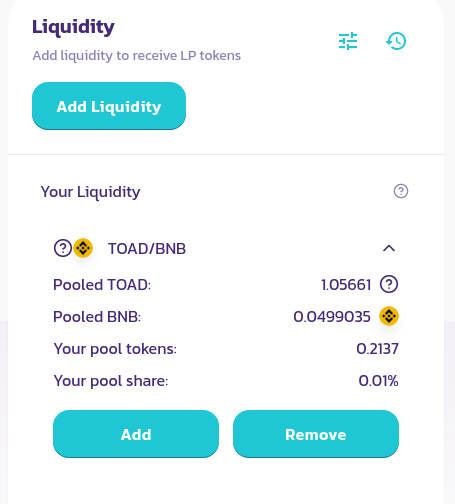 Liquidity
Add liquidity to receive LP tokens
Add Liquidity
Your Liquidity ?
? TOAD/BNB
Pooled TOAD: 1.05661 ?
Pooled BNB: 0.0499035
Your pool tokens: 0.2137
Your pool share: 0.01%
Add Remove